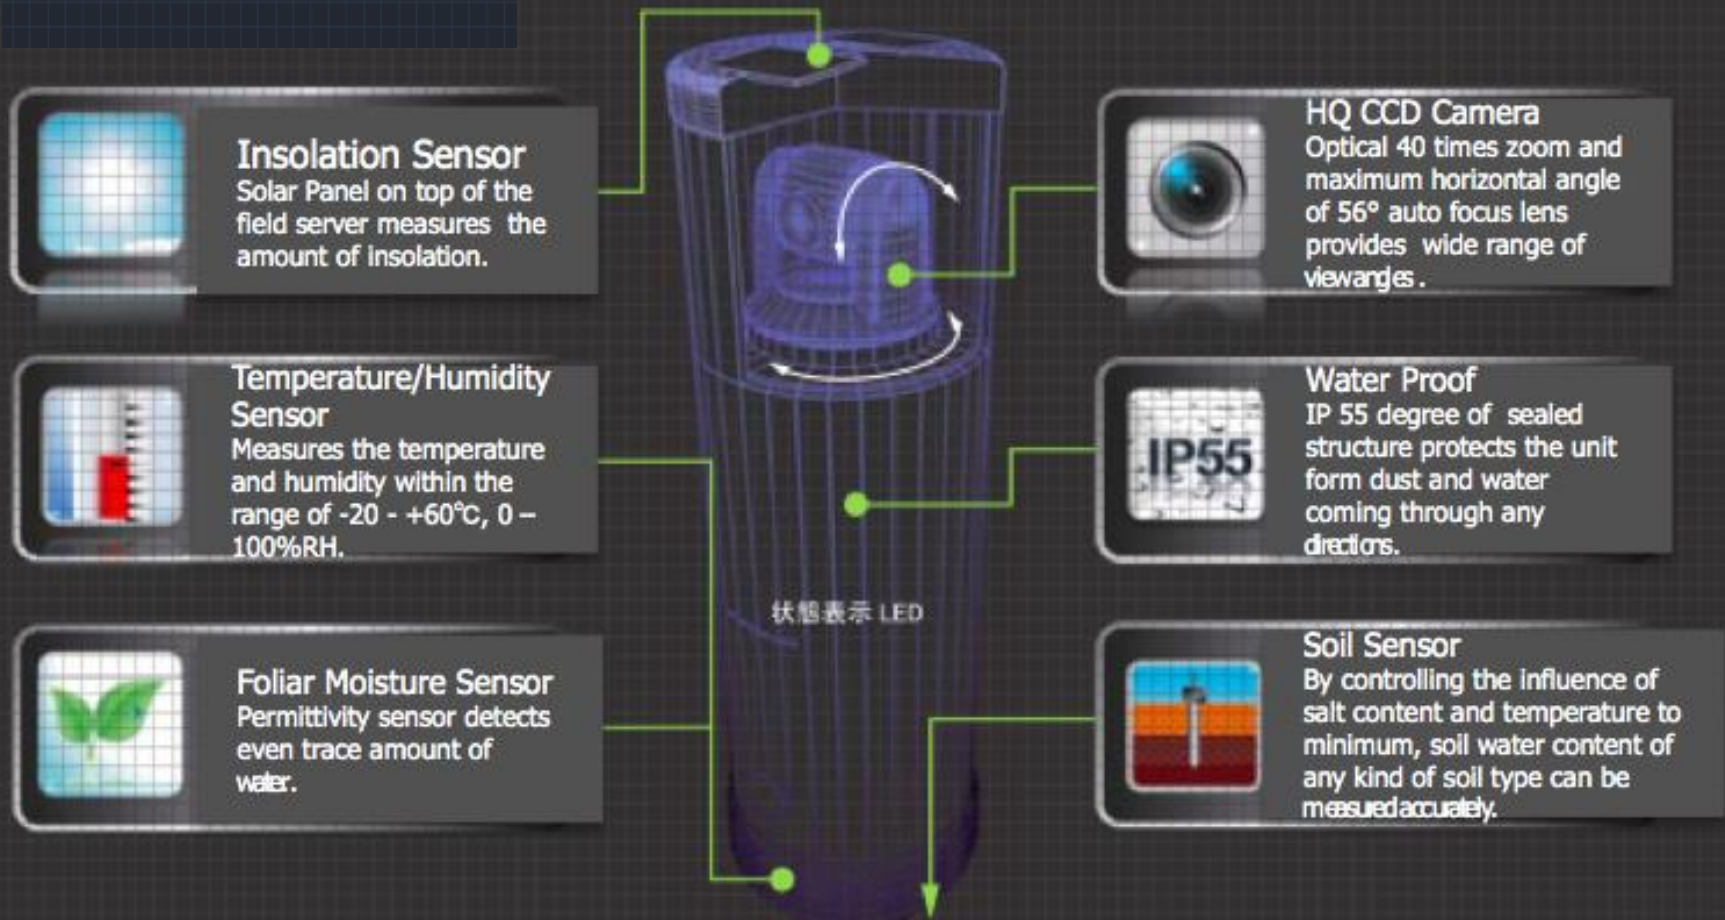 Insolation Sensor
Solar Panel on top of the
field server measures the
amount of insolation.
Temperature/Humidity
Sensor
Measures the temperature
and humidity within the
range of -20 - +60℃, 0 –
100%RH.
Foliar Moisture Sensor
Permittivity sensor detects
even trace amount of
water.
状態表示 LED
HQ CCD Camera
Optical 40 times zoom and
maximum horizontal angle
of 56° auto focus lens
provides wide range of
viewangles .
IP55
Water Proof
IP 55 degree of sealed
structure protects the unit
form dust and water
coming through any
directions.
Soil Sensor
By controlling the influence of
salt content and temperature to
minimum, soil water content of
any kind of soil type can be
measured accurately.